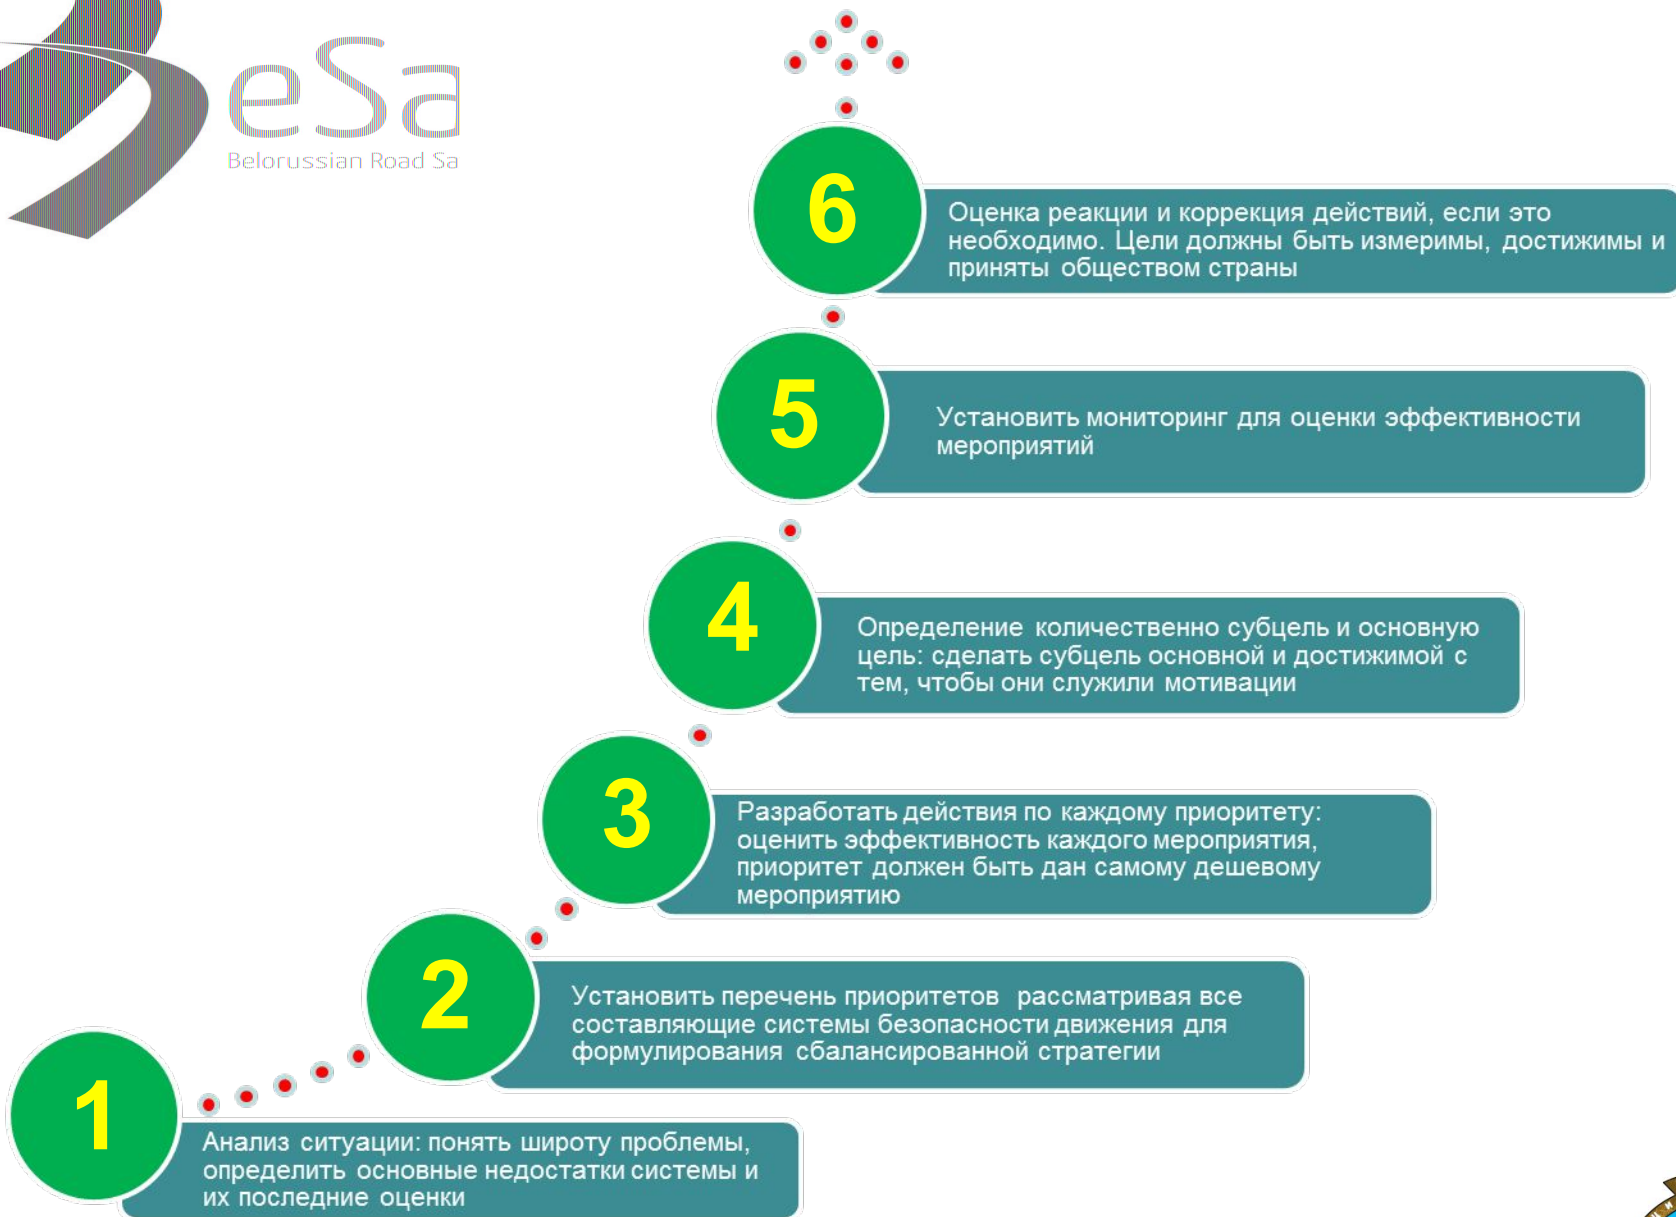 eSa
Belorussian Road Sa
6
Оценка реакции и коррекция действий, если это
необходимо. Цели должны быть измеримы, достижимы и
приняты обществом страны
5
Установить мониторинг для оценки эффективности
мероприятий
4
Определение количественно субцель и основную
цель: сделать субцель основной и достижимой с
тем, чтобы они служили мотивации
3
Разработать действия по каждому приоритету:
оценить эффективность каждого мероприятия,
приоритет должен быть дан самому дешевому
мероприятию
2
Установить перечень приоритетов рассматривая все
составляющие системы безопасности движения для
формулирования сбалансированной стратегии
1
Анализ ситуации: понять широту проблемы,
определить основные недостатки системы и
их последние оценки